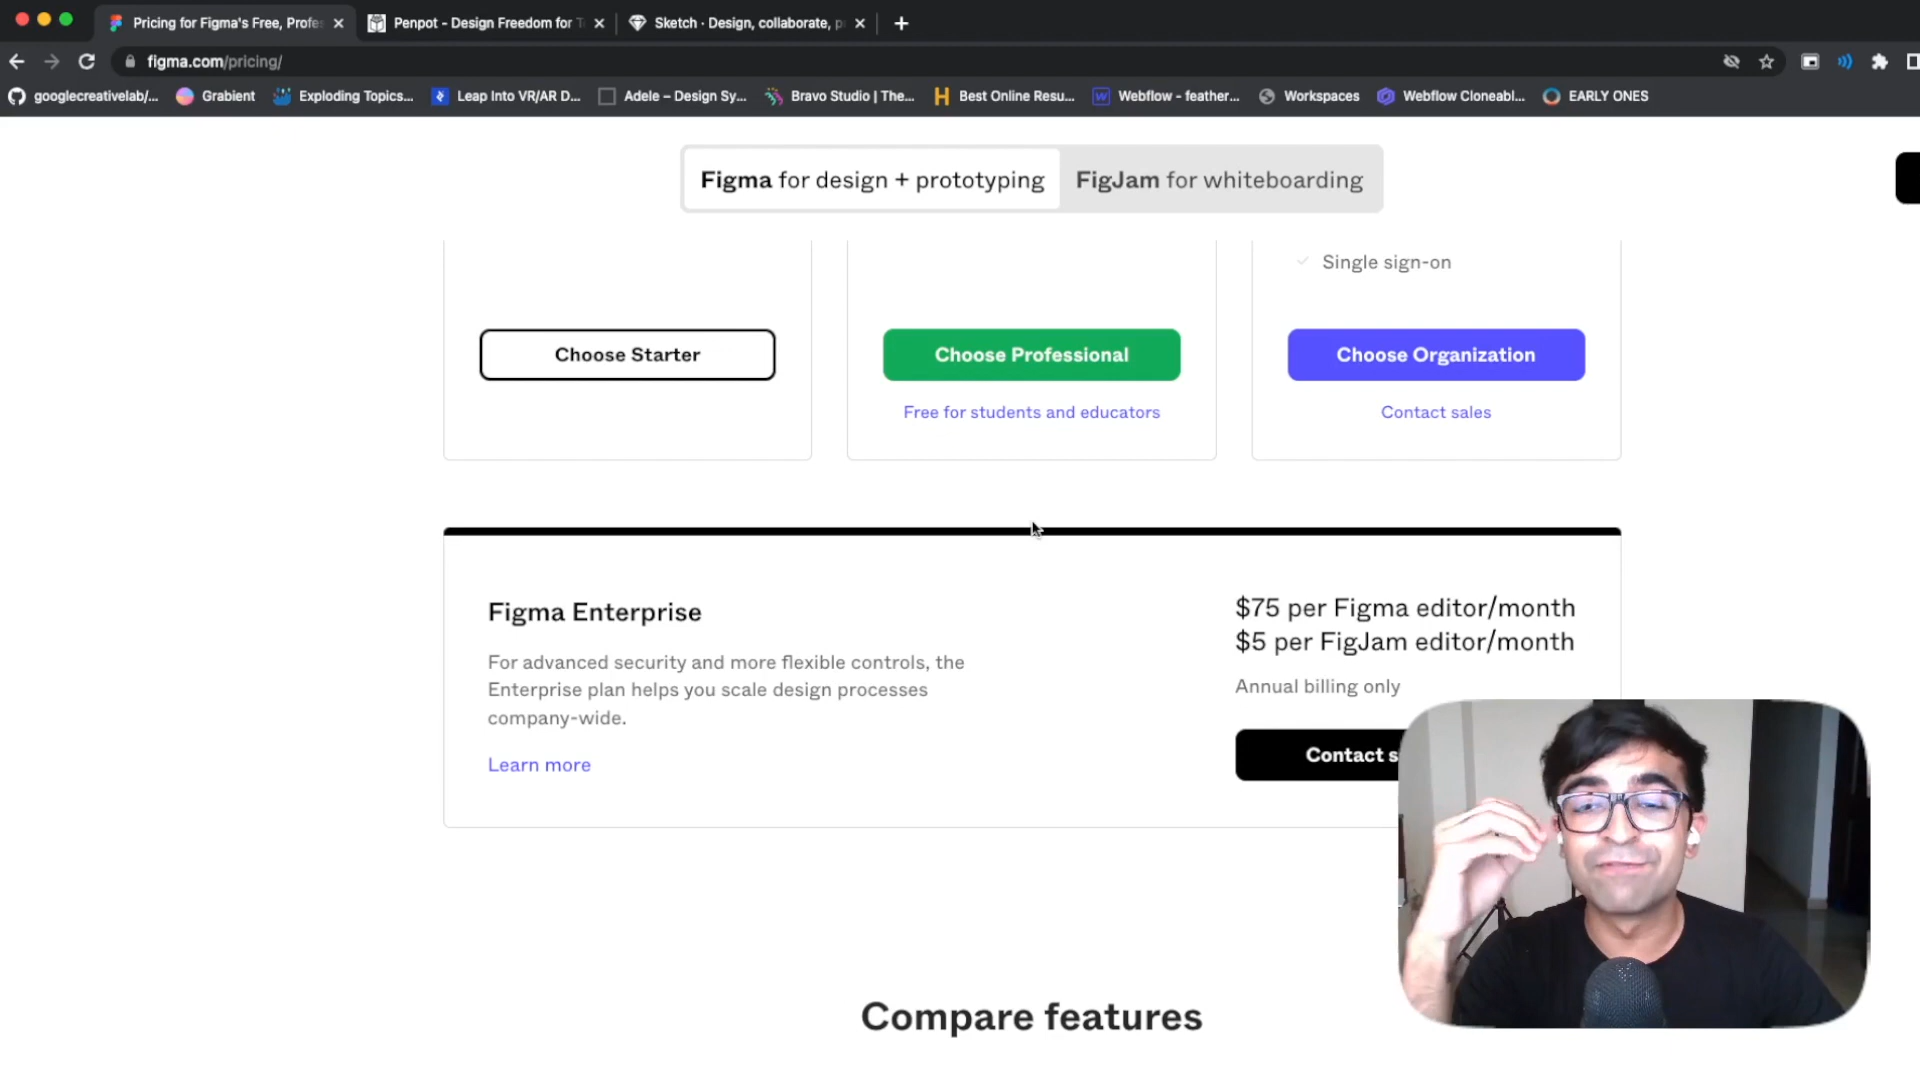 Pricing for Figma's Free, Profes
Penpot - Design Freedom for T
Sketch · Design, collaborate, p
figma.com/pricing/
googlecreativelab/...
Grabient
Exploding Topics...
Leap Into VR/AR D...
Adele – Design Sy...
Bravo Studio | The...
Best Online Resu...
Webflow - feather...
Workspaces
Webflow Cloneabl...
EARLY ONES
Figma for design + prototyping
FigJam for whiteboarding
Single sign-on
Choose Starter
Choose Professional
Choose Organization
Free for students and educators
Contact sales
Figma Enterprise
For advanced security and more flexible controls, the
Enterprise plan helps you scale design processes
company-wide.
Learn more
$75 per Figma editor/month
$5 per FigJam editor/month
Annual billing only
Contact s
Compare features